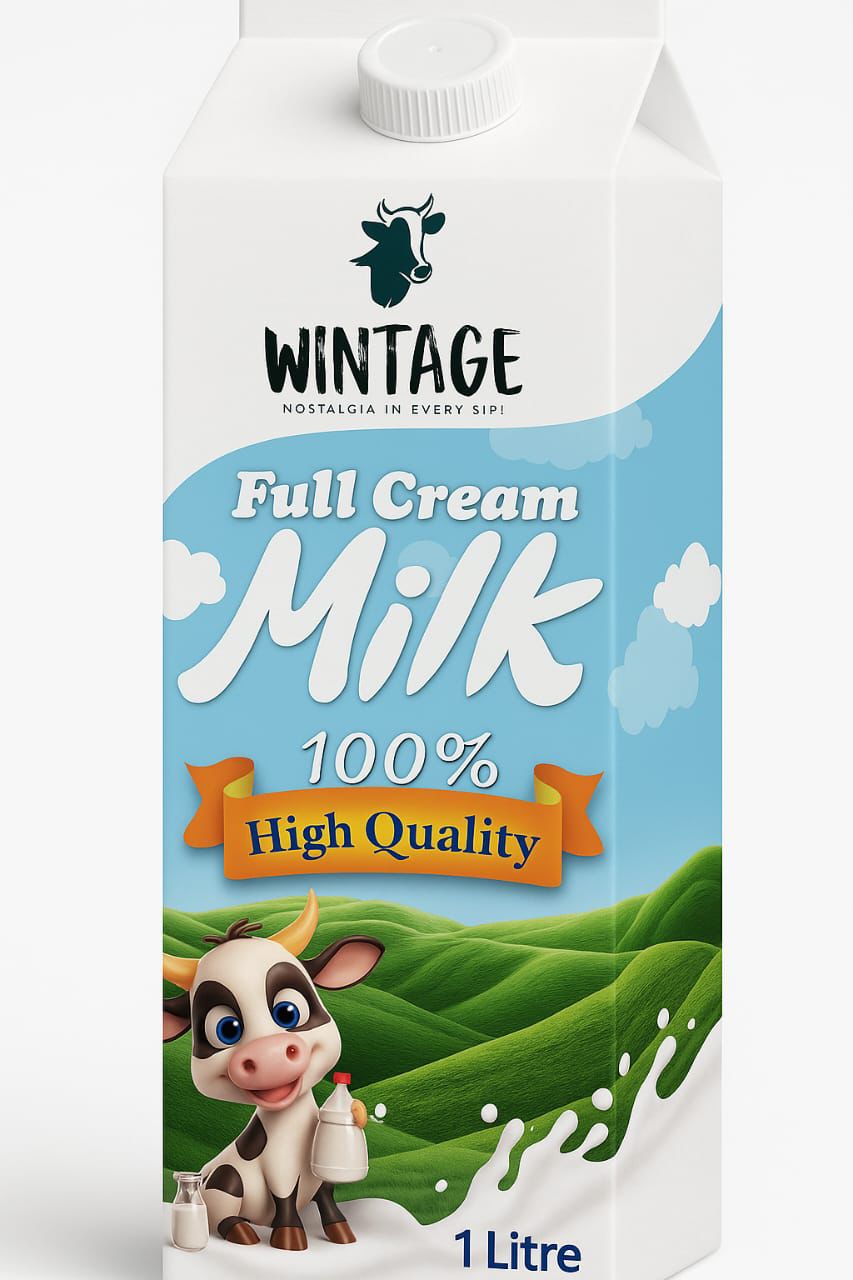 WINTAGE
NOSTALGIA IN EVERY SIP!
Full Cream
Milk
100%
High Quality
1 Litre